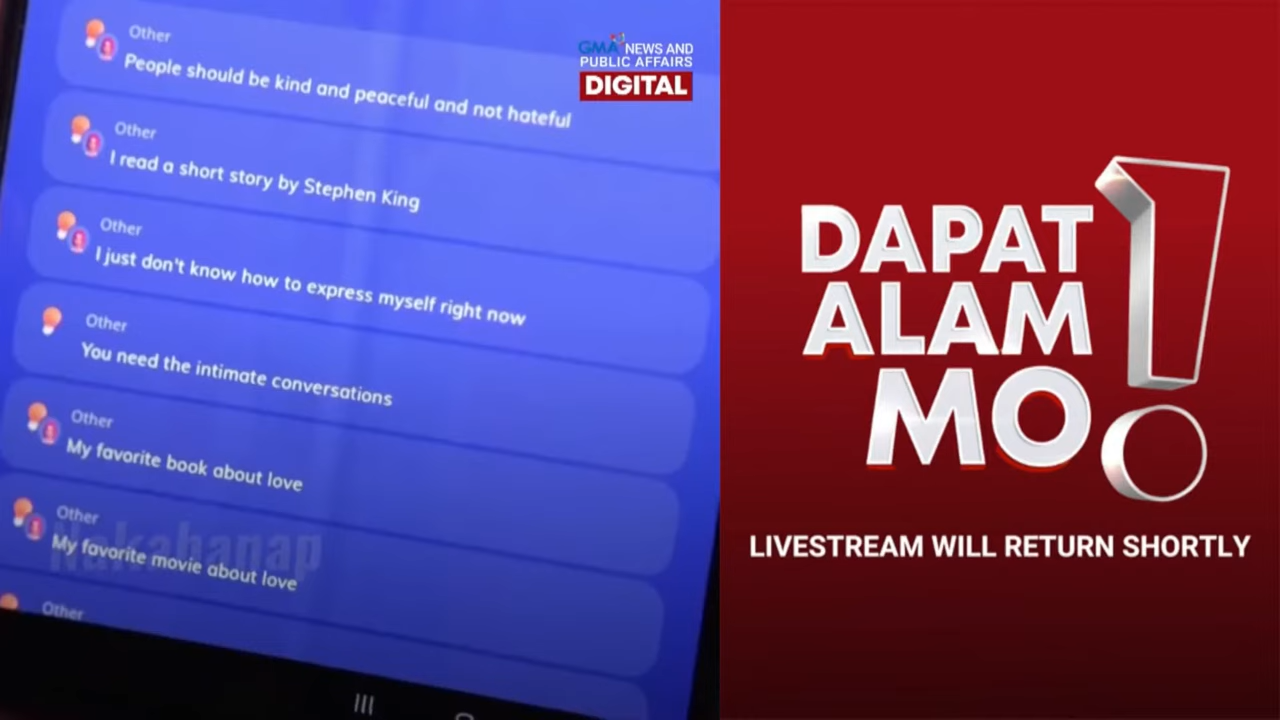 Other
People should be kind and peaceful and not hateful
Other
I read a short story by Stephen King
Other
I just don't know how to express myself right now
Other
You need the intimate conversations
Other
My favorite book about love
Other
My favorite movie about love
Nakahanap
Other
GMA NEWS AND
PUBLIC AFFAIRS
DIGITAL
DAPAT
ALAM
MO!
LIVESTREAM WILL RETURN SHORTLY